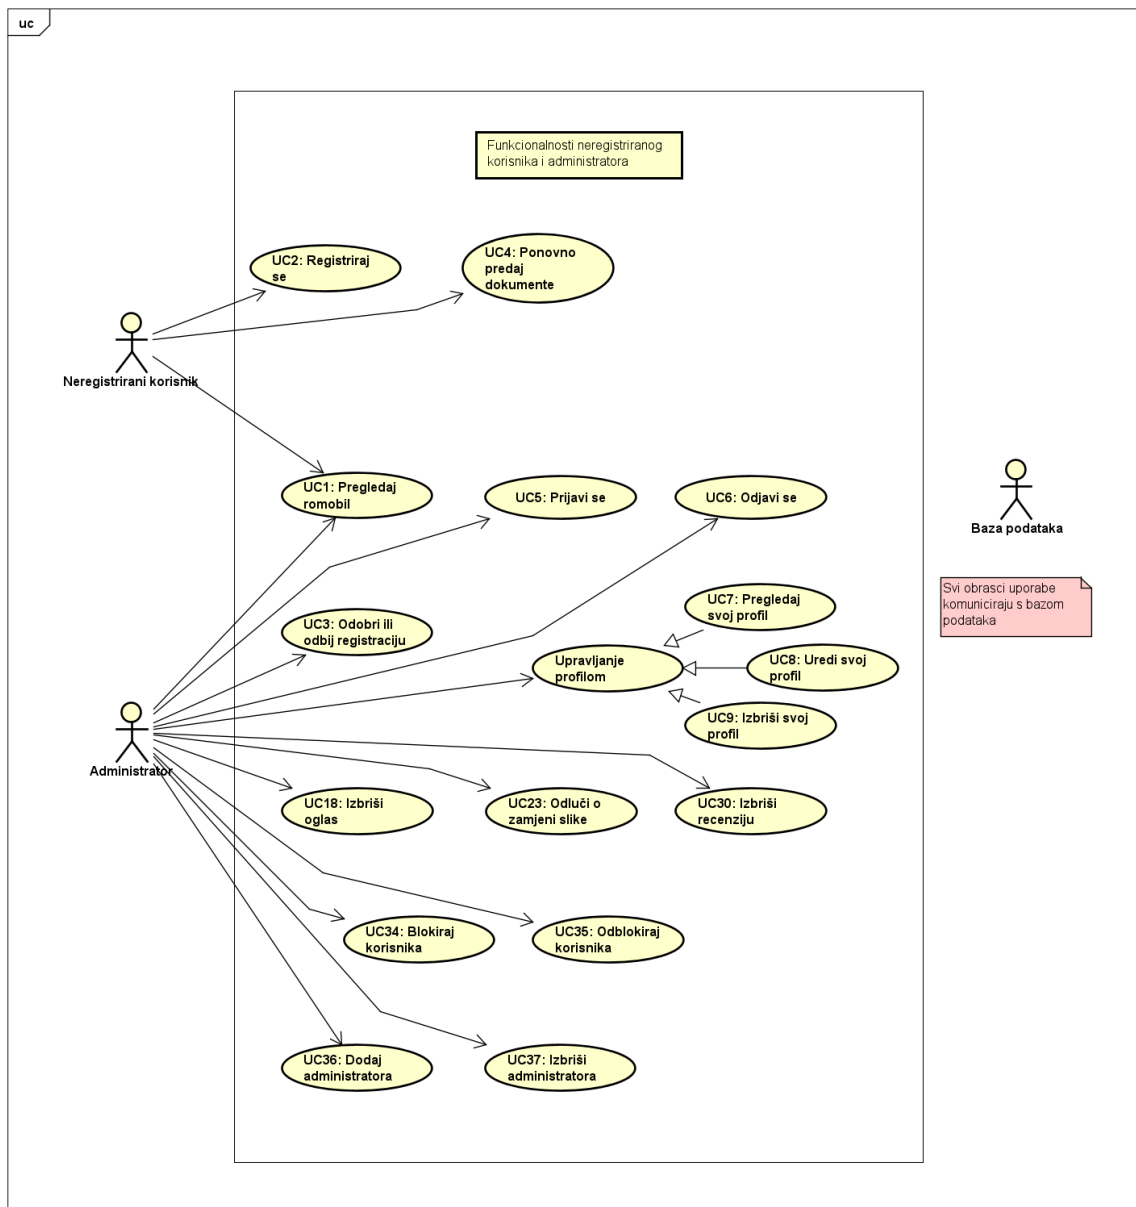 uc
Funkcionalnosti neregistriranog
korisnika i administratora
UC2: Registriraj
se
UC4: Ponovno
predaj
dokumente
Neregistrirani korisnik
UC1: Pregledaj
romobil
UC5: Prijavi se
UC6: Odjavi se
Baza podataka
Svi obrasci uporabe
komuniciraju s bazom
podataka
UC3: Odobri ili
odbij registraciju
UC7: Pregledaj
svoj profil
Upravljanje
profilom
UC8: Uredi svoj
profil
UC9: Izbriši svoj
profil
Administrator
UC18: Izbriši
oglas
UC23: Odluči o
zamjeni slike
UC30: Izbriši
recenziju
UC34: Blokiraj
korisnika
UC35: Odblokiraj
korisnika
UC36: Dodaj
administratora
UC37: Izbriši
administratora